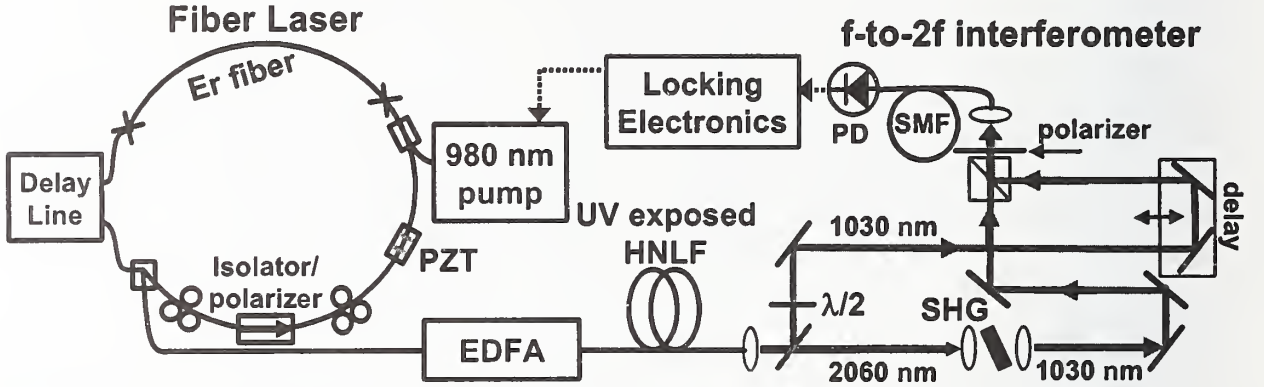 Fiber Laser
f-to-2f interferometer
Er fiber
Locking
Electronics
PD
SMF
polarizer
980 nm
pump
Delay
Line
delay
UV exposed
HNLF
1030 nm
PZT
Isolator/
polarizer
λ/2
SHG
EDFA
2060 nm
1030 nm